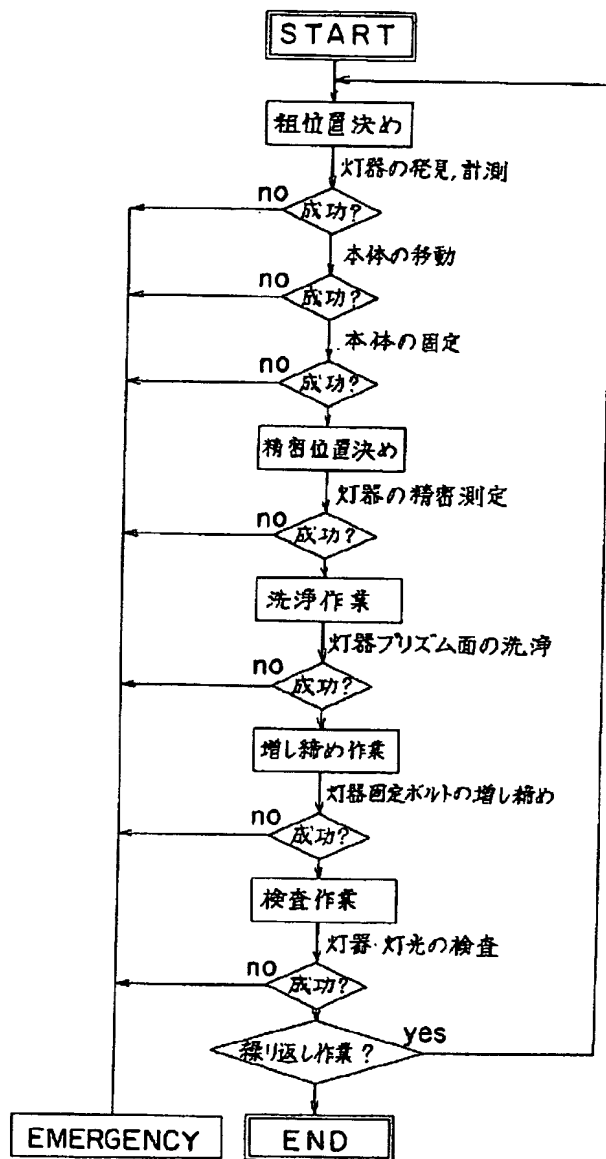 START
粗位置決め
灯器の発見,計測
no
成功?
本体の移動
no
成功?
本体の固定
no
成功?
精密位置決め
灯器の精密測定
no
成功?
洗浄作業
灯器プリズム面の洗浄
no
成功?
増し締め作業
灯器固定ボルトの増し締め
no
成功?
検査作業
灯器・灯光の検査
no
成功?
繰り返し作業?
yes
EMERGENCY
END